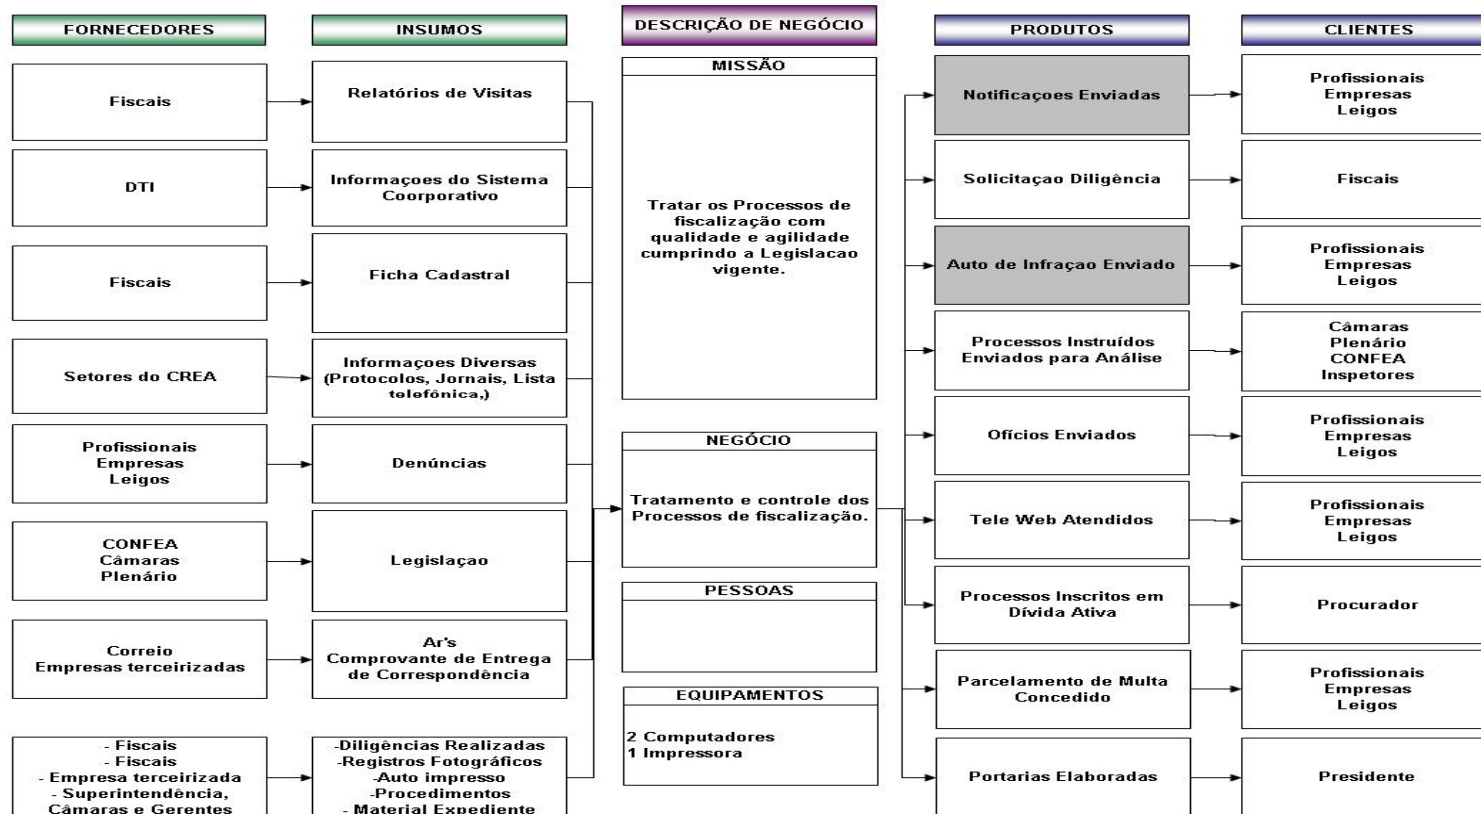 FORNECEDORES
INSUMOS
DESCRIÇÃO DE NEGÓCIO
PRODUTOS
CLIENTES
Fiscais
DTI
Fiscais
Setores do CREA
Profissionais
Empresas
Leigos
CONFEA
Câmaras
Plenário
Correio
Empresas terceirizadas
- Fiscais
- Fiscais
- Empresa terceirizada
- Superintendência,
Câmaras e Gerentes
Relatórios de Visitas
Informaçoes do Sistema
Coorporativo
Ficha Cadastral
Informaçoes Diversas
(Protocolos, Jornais, Lista
telefônica,)
Denúncias
Legislaçao
Ar's
Comprovante de Entrega
de Correspondência
-Diligências Realizadas
-Registros Fotográficos
-Auto impresso
-Procedimentos
- Material Expediente
MISSÃO
Tratar os Processos de
fiscalização com
qualidade e agilidade
cumprindo a Legislacao
vigente.
NEGÓCIO
Tratamento e controle dos
Processos de fiscalização.
PESSOAS
EQUIPAMENTOS
2 Computadores
1 Impressora
Notificaçoes Enviadas
Solicitaçao Diligência
Auto de Infraçao Enviado
Processos Instruídos
Enviados para Análise
Ofícios Enviados
Tele Web Atendidos
Processos Inscritos em
Dívida Ativa
Parcelamento de Multa
Concedido
Portarias Elaboradas
Profissionais
Empresas
Leigos
Fiscais
Profissionais
Empresas
Leigos
Câmaras
Plenário
CONFEA
Inspetores
Profissionais
Empresas
Leigos
Profissionais
Empresas
Leigos
Procurador
Profissionais
Empresas
Leigos
Presidente